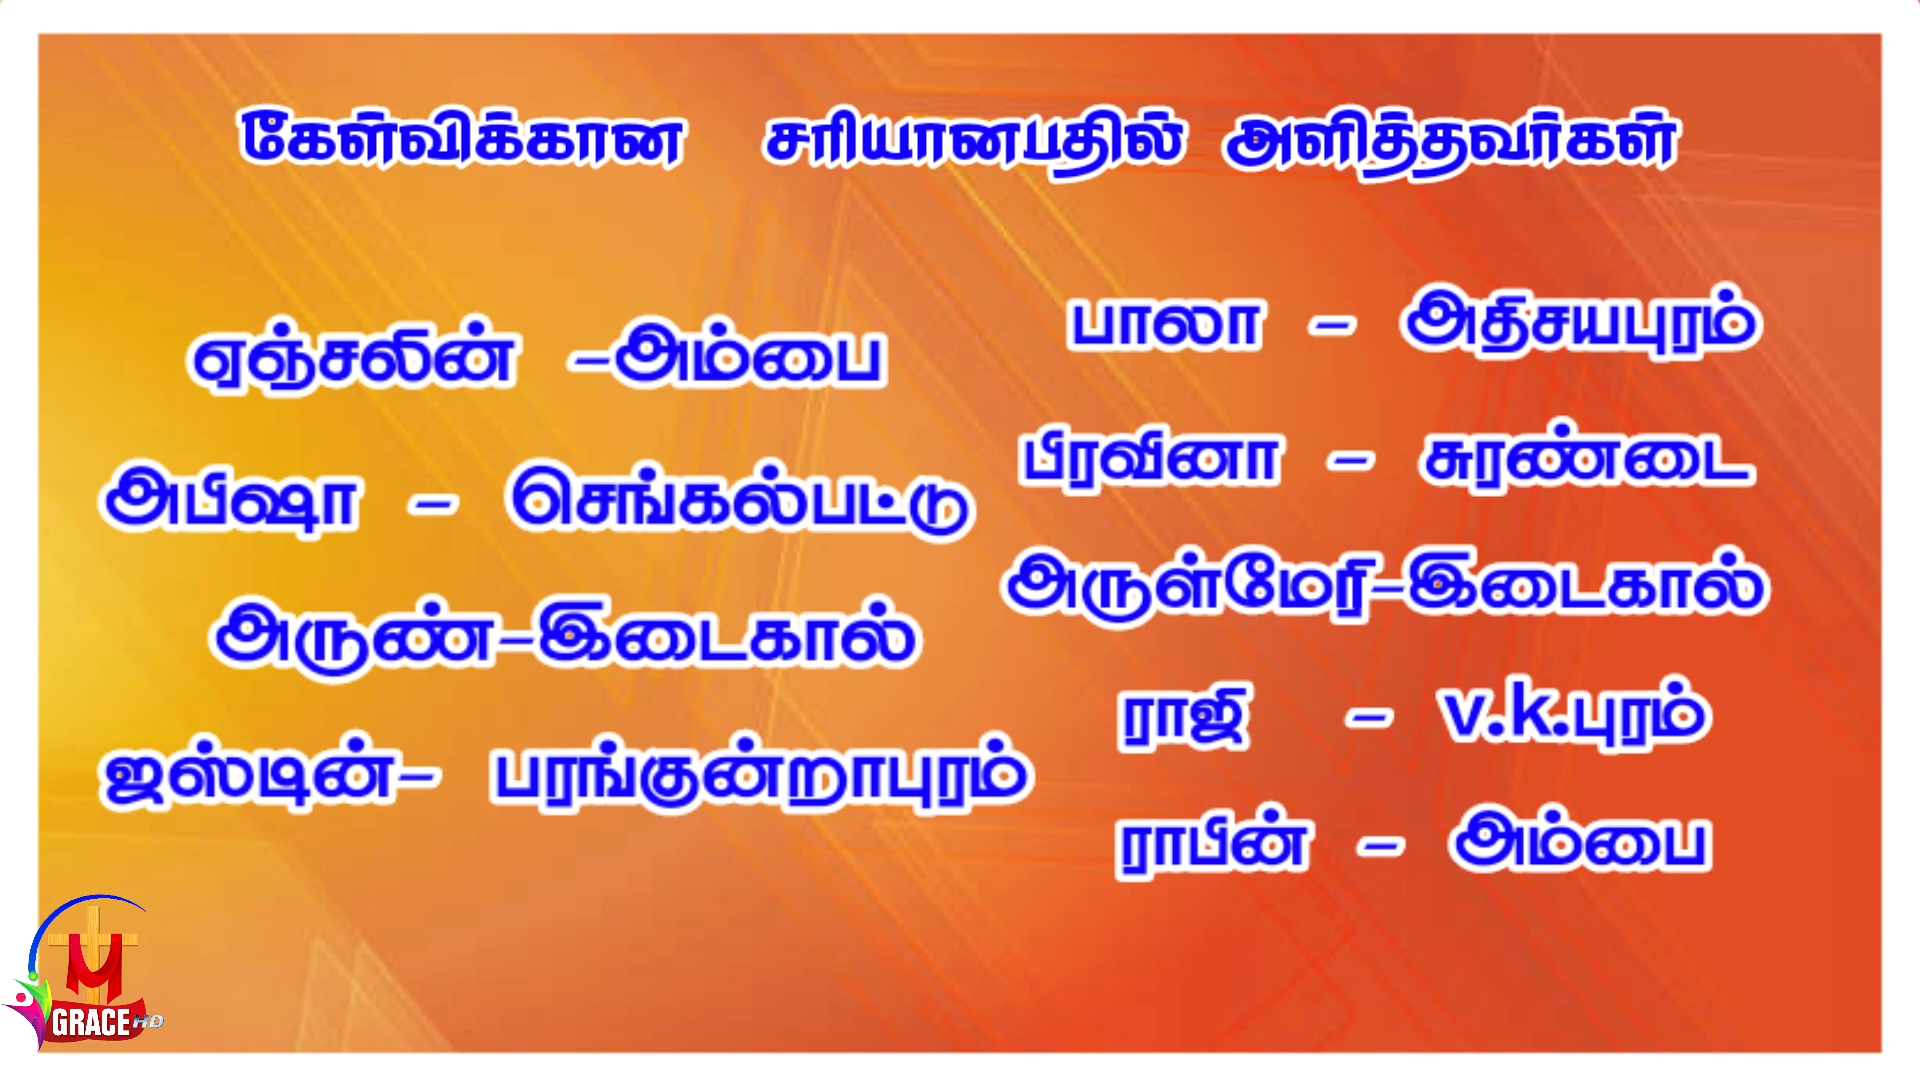 கேள்விக்கான சரியானபதில் அளித்தவர்கள்
ஏஞ்சலின் -அம்பை
அபிஷா - செங்கல்பட்டு
அருண்-இடைகால்
ஜஸ்டின்- பரங்குன்றாபுரம்
பாலா - அதிசயபுரம்
பிரவினா - சுரண்டை
அருள்மேரி-இடைகால்
ராஜி - v.k.புரம்
ராபின் - அம்பை
GRACE HD